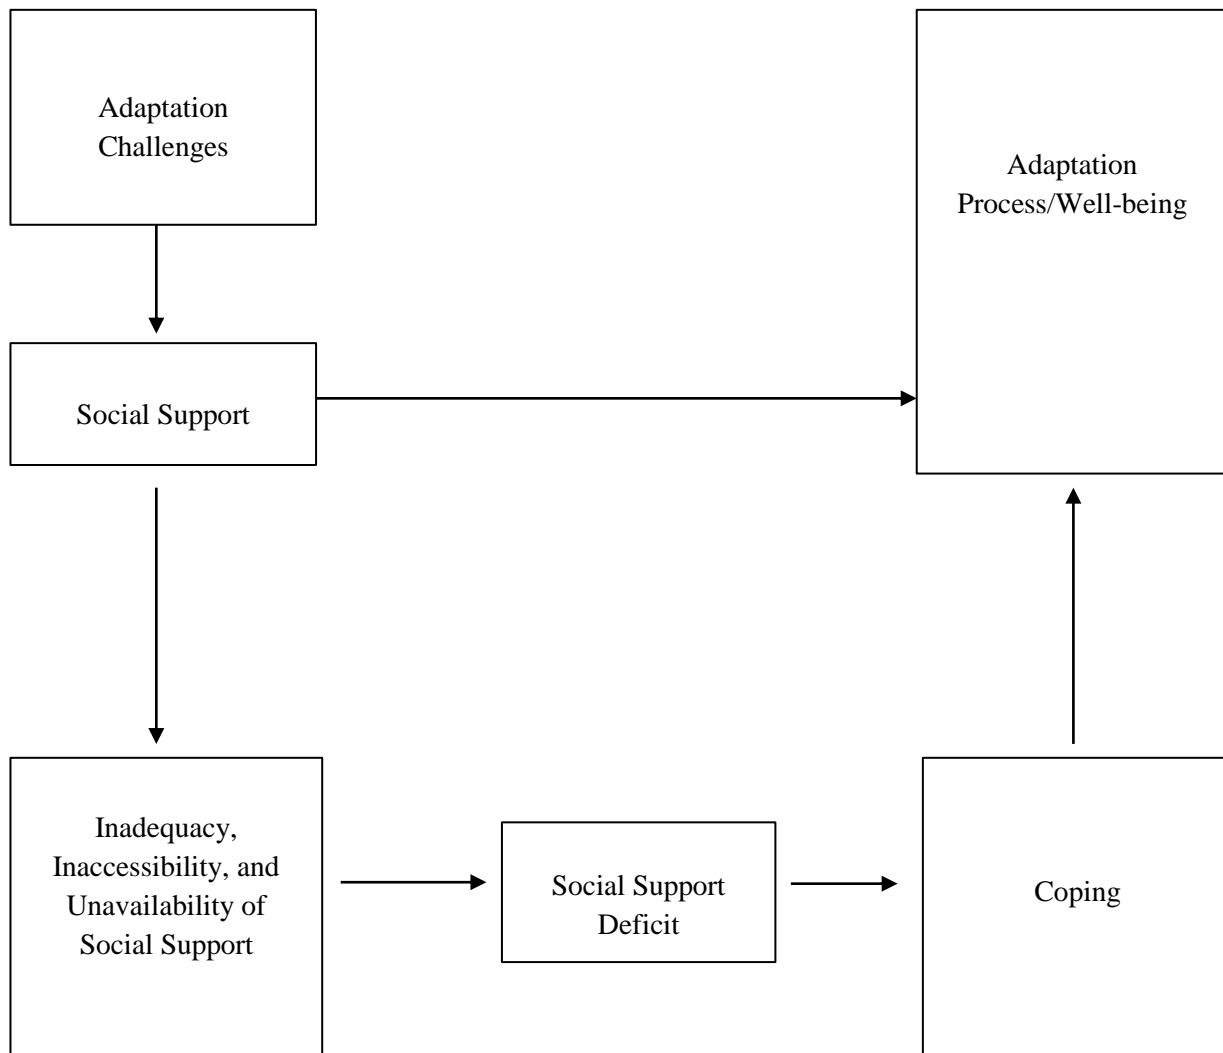 Adaptation
Challenges
Adaptation
Process/Well-being
Social Support
Inadequacy,
Inaccessibility, and
Unavailability of
Social Support
Social Support
Deficit
Coping